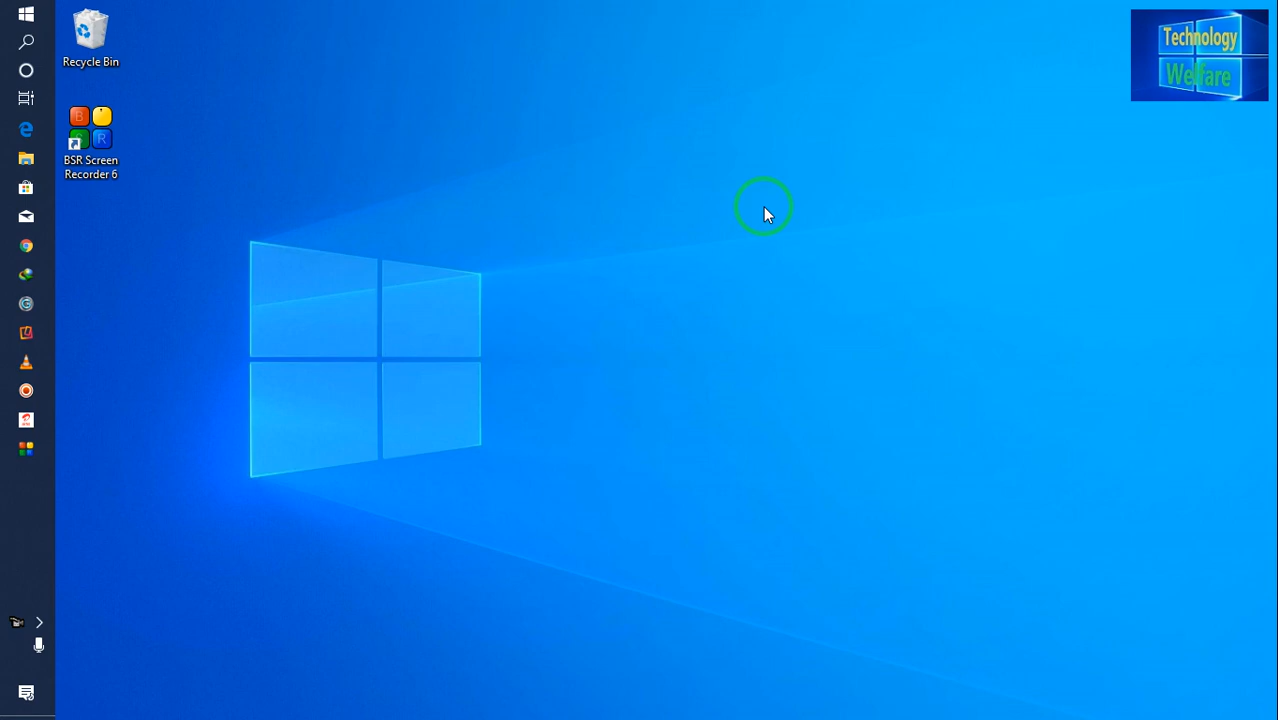 Recycle Bin
BSR Screen
Recorder 6
Technology
Welfare